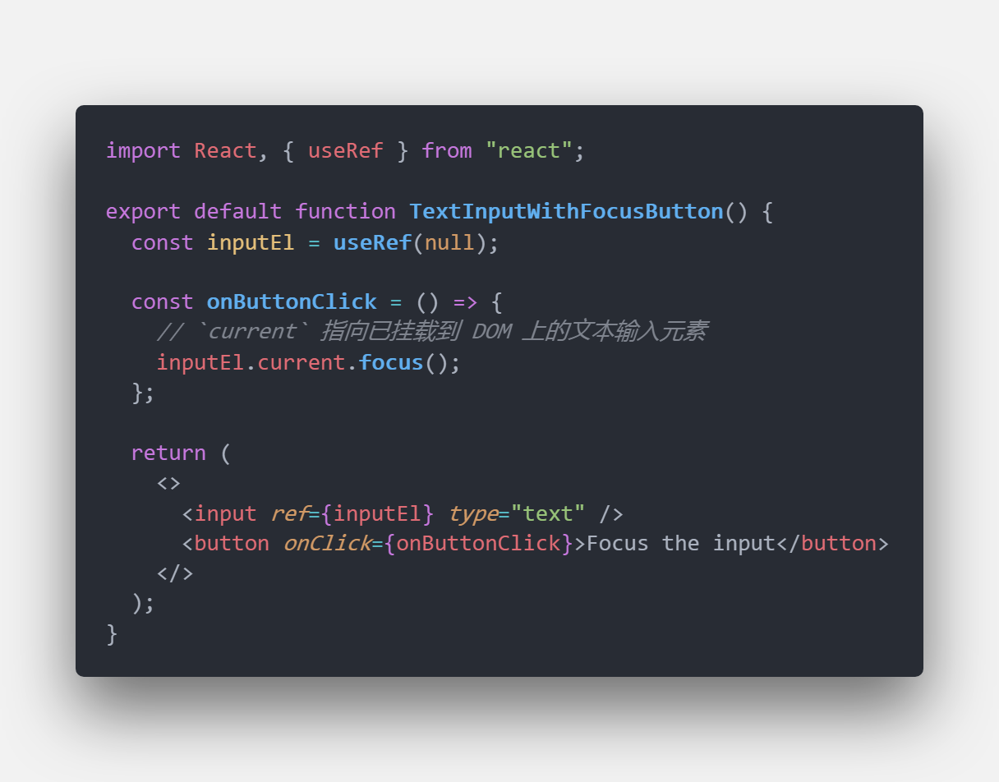 import React, { useRef } from "react";
export default function TextInputWithFocusButton() {
  const inputEl = useRef(null);
  const onButtonClick = () => {
    // `current` 指向已挂载到 DOM 上的文本输入元素
    inputEl.current.focus();
  };
  return (
    <>
      <input ref={inputEl} type="text" />
      <button onClick={onButtonClick}>Focus the input</button>
    </>
  );
}